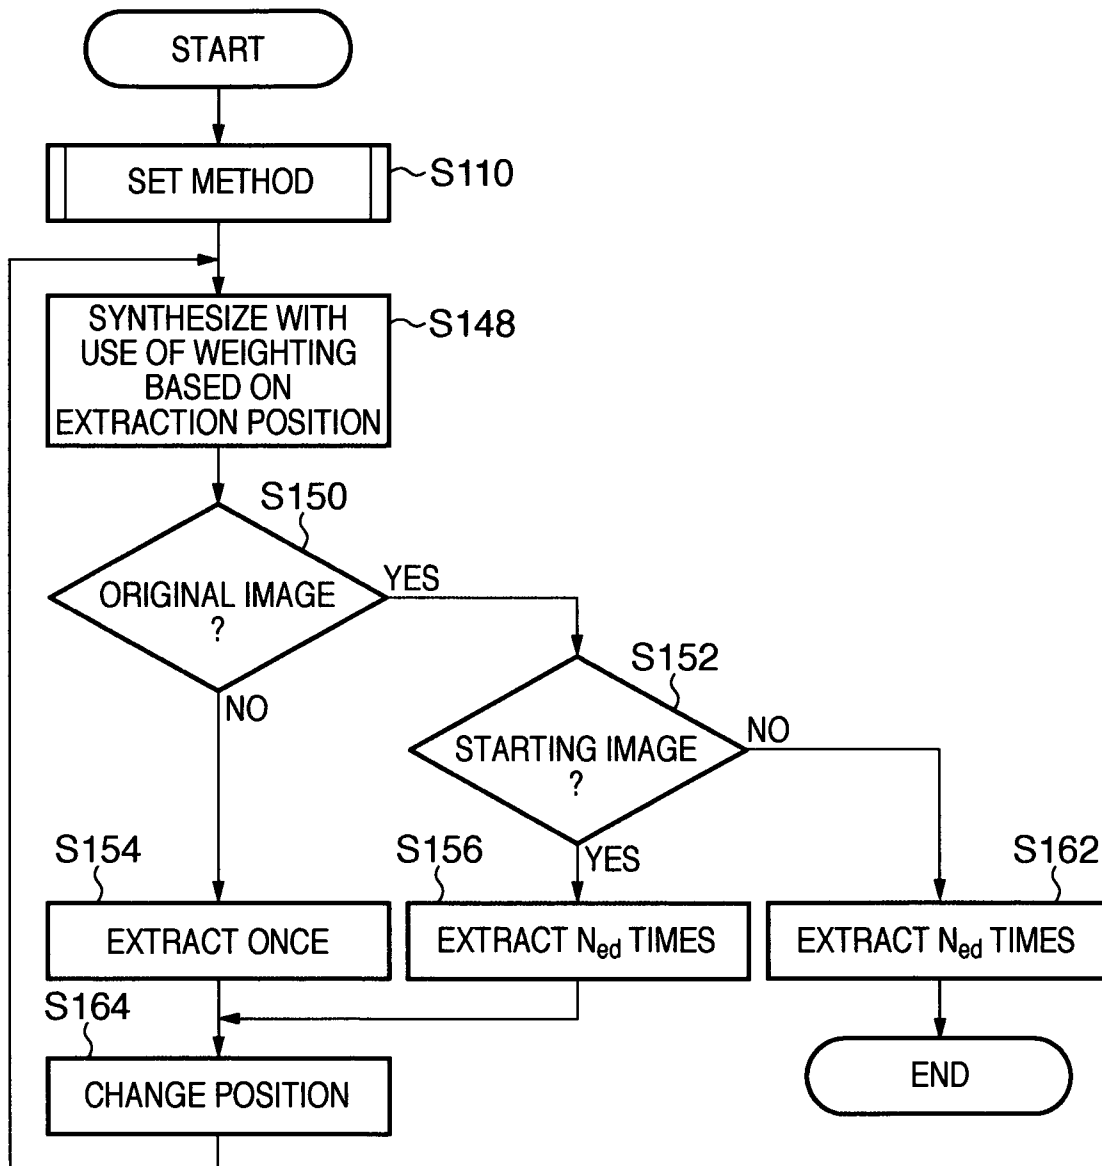 START
SET METHOD
S110
SYNTHESIZE WITH
USE OF WEIGHTING
BASED ON
EXTRACTION POSITION
S148
S150
ORIGINAL IMAGE
?
YES
NO
S152
STARTING IMAGE
?
NO
YES
S154
EXTRACT ONCE
S156
EXTRACT Ned TIMES
S162
EXTRACT Ned TIMES
S164
CHANGE POSITION
END